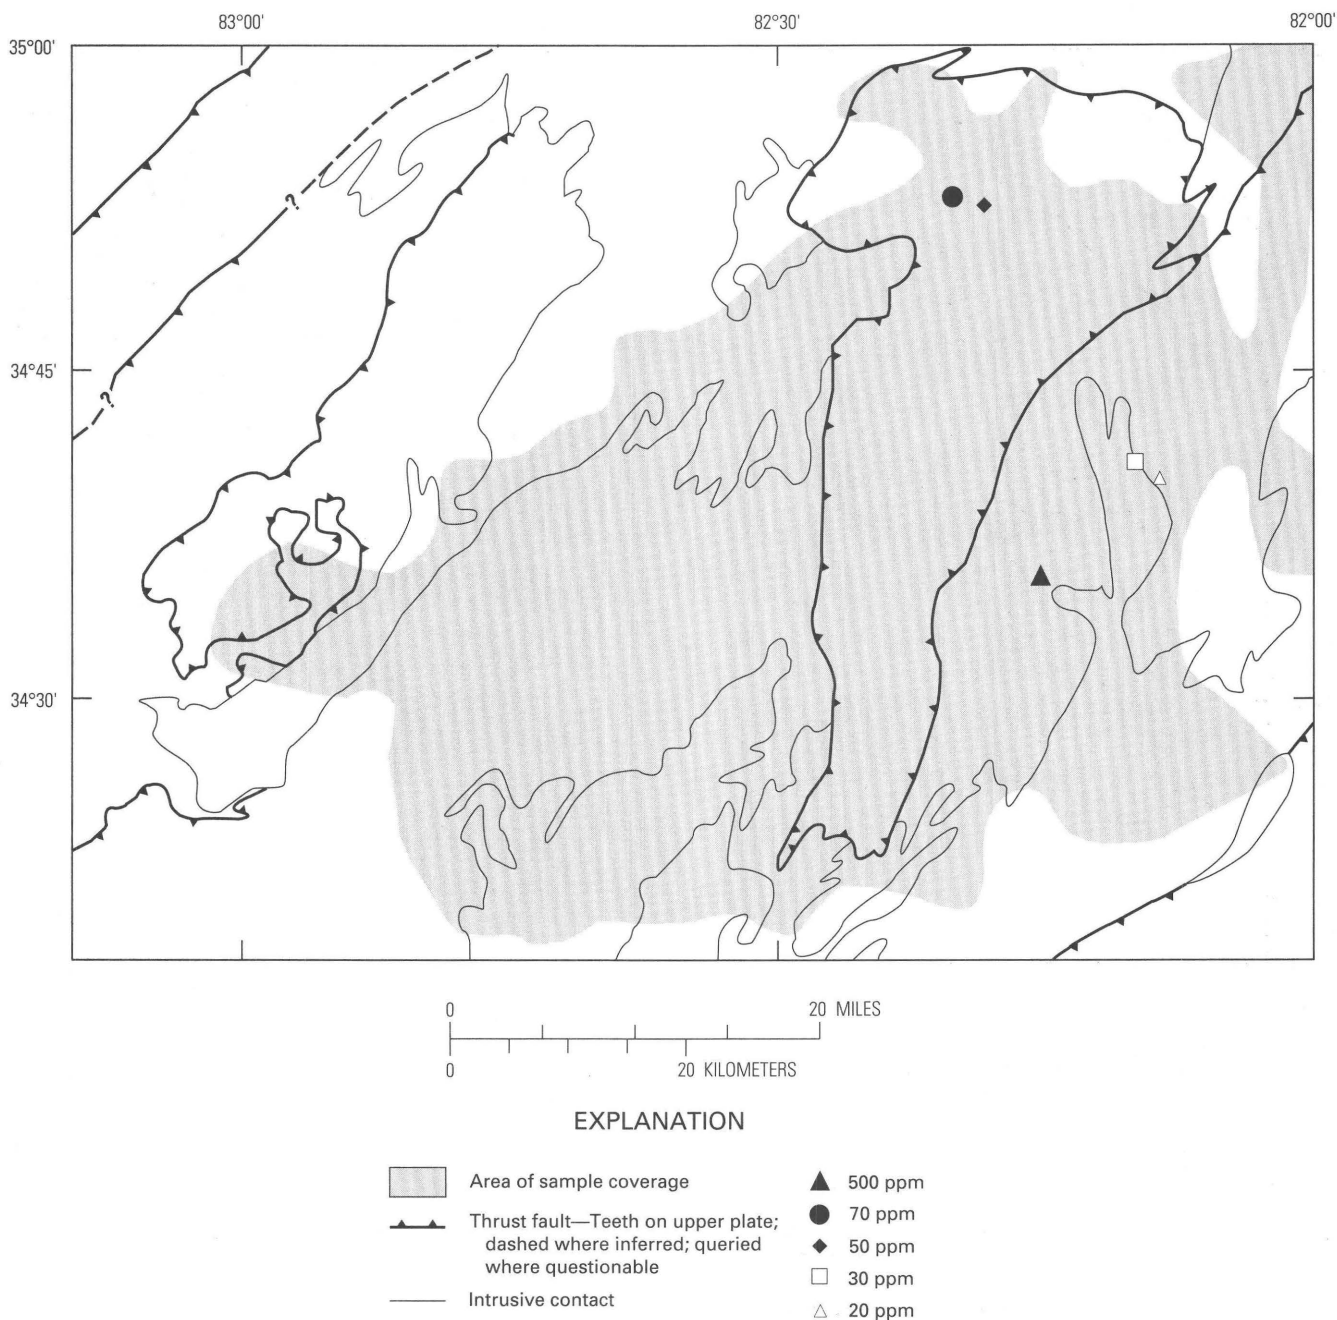 83°00'
82°30'
82°00'
35°00'
?
34°45'
?
34°30'
0
20 MILES
0
20 KILOMETERS
EXPLANATION
Area of sample coverage
Thrust fault—Teeth on upper plate;
dashed where inferred; queried
where questionable
Intrusive contact
500 ppm
70 ppm
50 ppm
30 ppm
20 ppm